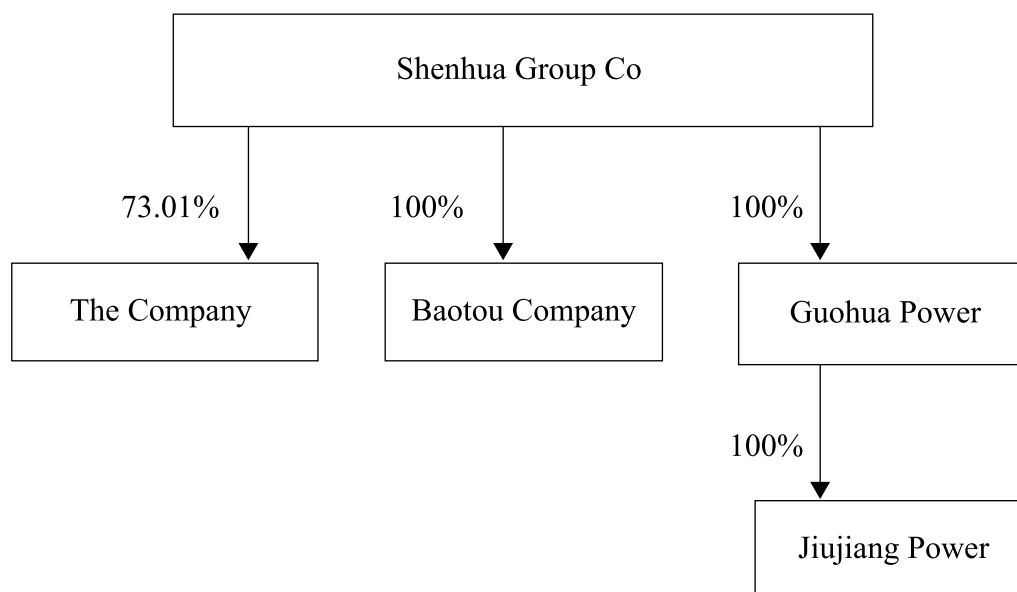 Shenhua Group Co
73.01%
100%
100%
The Company
Baotou Company
Guohua Power
100%
Jiujiang Power